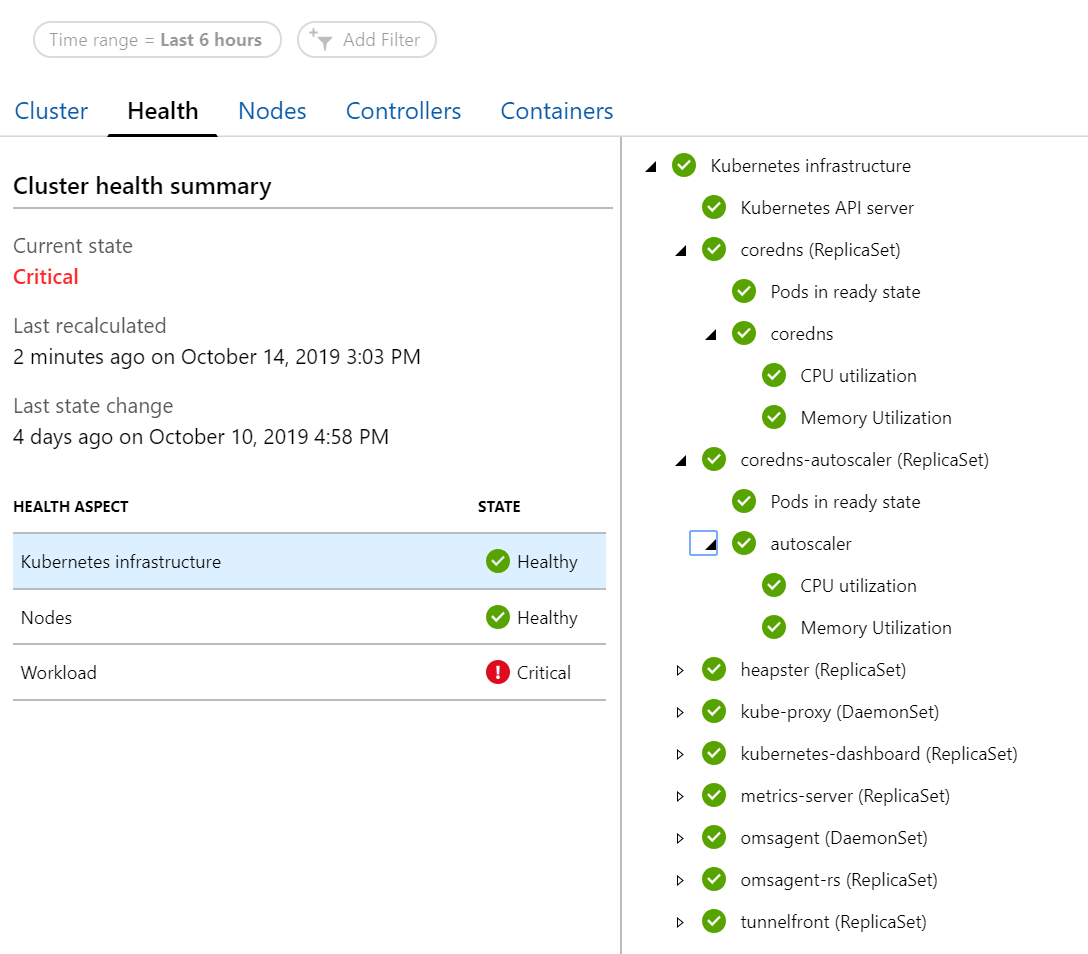 Time range = Last 6 hours
Add Filter
Cluster Health Nodes Controllers Containers
Cluster health summary
Current state
Critical
Last recalculated
2 minutes ago on October 14, 2019 3:03 PM
Last state change
4 days ago on October 10, 2019 4:58 PM
HEALTH ASPECT STATE
Kubernetes infrastructure Healthy
Nodes Healthy
Workload Critical
Kubernetes infrastructure
Kubernetes API server
coredns (ReplicaSet)
Pods in ready state
coredns
CPU utilization
Memory Utilization
coredns-autoscaler (ReplicaSet)
Pods in ready state
autoscaler
CPU utilization
Memory Utilization
heapster (ReplicaSet)
kube-proxy (DaemonSet)
kubernetes-dashboard (ReplicaSet)
metrics-server (ReplicaSet)
omsagent (DaemonSet)
omsagent-rs (ReplicaSet)
tunnelfront (ReplicaSet)